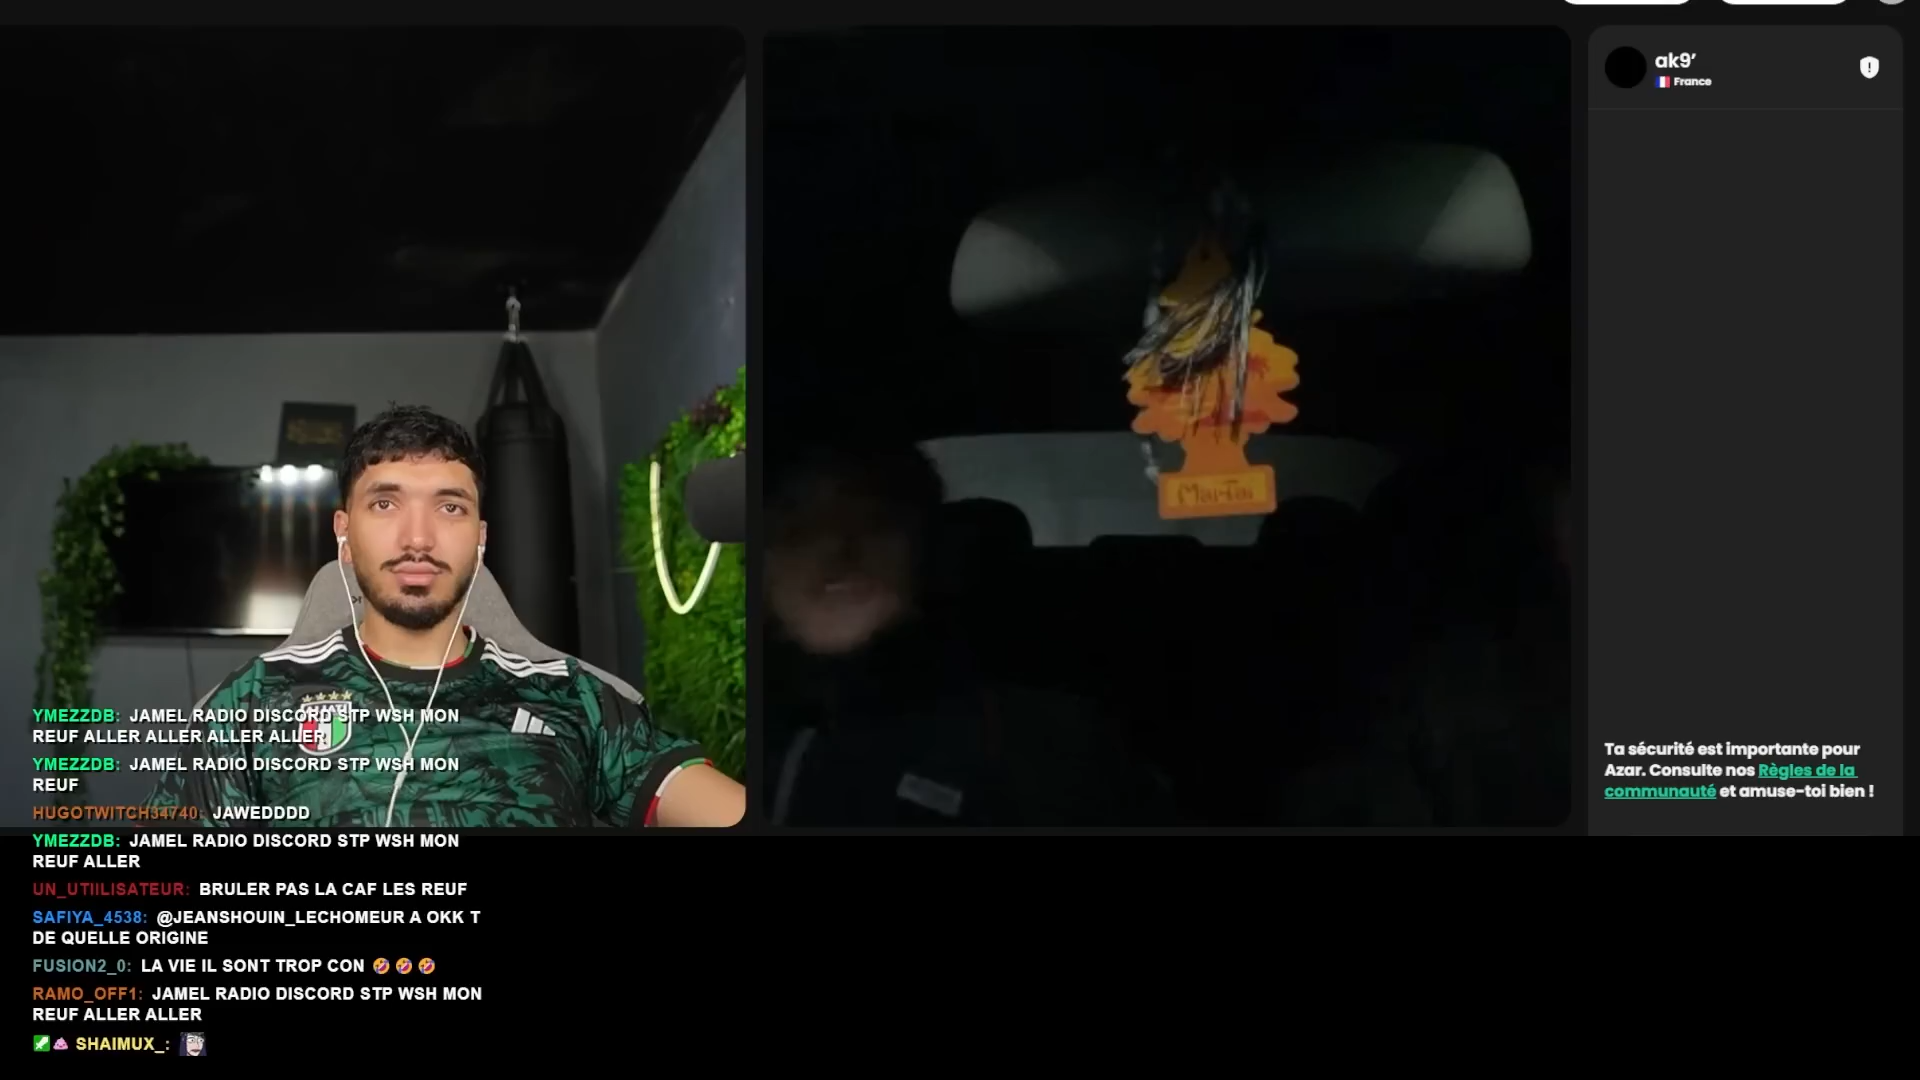 ak9’
France
Mai-Tai
YMEZZDB: JAMEL RADIO DISCORD STP WSH MON
REUF ALLER ALLER ALLER ALLER
YMEZZDB: JAMEL RADIO DISCORD STP WSH MON
REUF
HUGOTWITCH34740: JAWEDDDD
YMEZZDB: JAMEL RADIO DISCORD STP WSH MON
REUF ALLER
UN_UTIILISATEUR: BRULER PAS LA CAF LES REUF
SAFIYA_4538: @JEANSHOUIN_LECHOMEUR A OKK T
DE QUELLE ORIGINE
FUSION2_0: LA VIE IL SONT TROP CON 🤣 🤣 🤣
RAMO_OFF1: JAMEL RADIO DISCORD STP WSH MON
REUF ALLER ALLER
SHAIMUX_:
Ta sécurité est importante pour
Azar. Consulte nos Règles de la
communauté et amuse-toi bien !